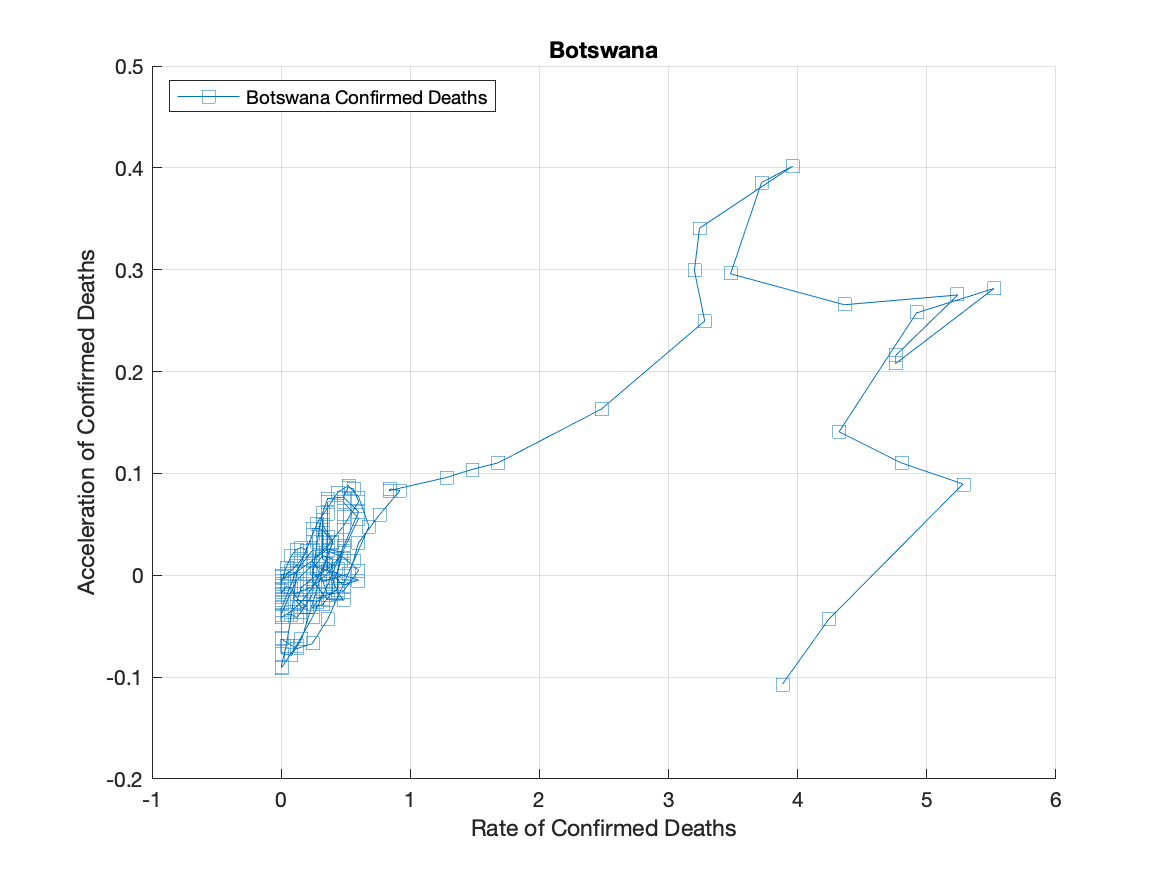 Botswana
Botswana Confirmed Deaths
0.5
0.4
0.3
0.2
0.1
0
-0.1
-0.2
Acceleration of Confirmed Deaths
-1 0 1 2 3 4 5 6
Rate of Confirmed Deaths